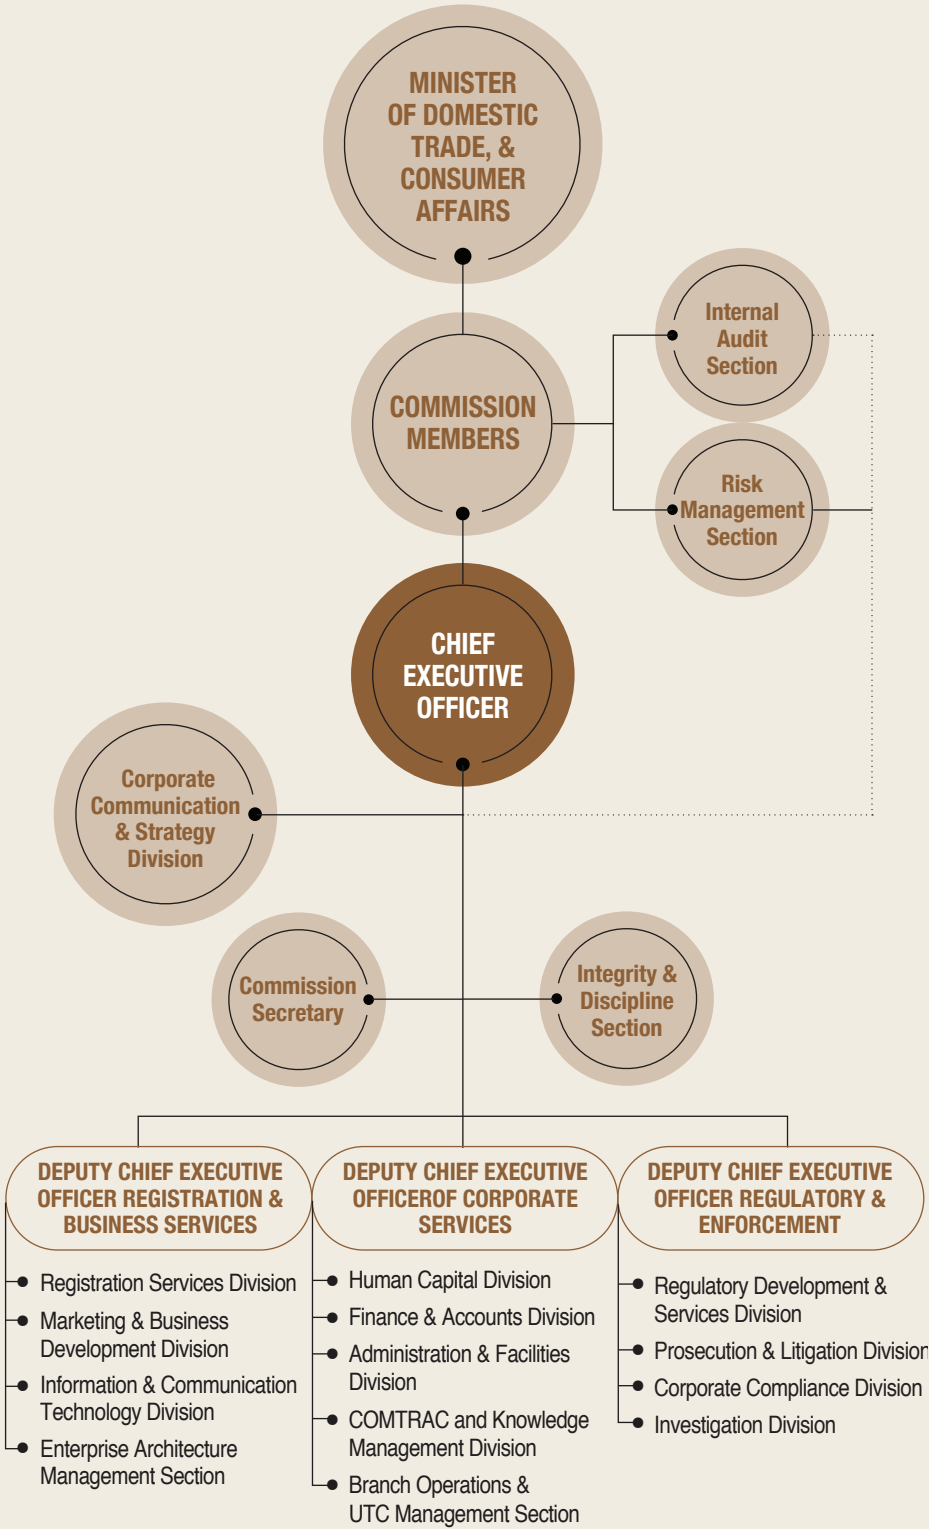 MINISTER
OF DOMESTIC
TRADE, &
CONSUMER
AFFAIRS
Internal
Audit
Section
COMMISSION
MEMBERS
Risk
Management
Section
CHIEF
EXECUTIVE
OFFICER
Corporate
Communication
& Strategy
Division
Commission
Secretary
Integrity &
Discipline
Section
DEPUTY CHIEF EXECUTIVE
OFFICER REGISTRATION &
BUSINESS SERVICES
Registration Services Division
Marketing & Business
Development Division
Information & Communication
Technology Division
Enterprise Architecture
Management Section
DEPUTY CHIEF EXECUTIVE
OFFICEROF CORPORATE
SERVICES
Human Capital Division
Finance & Accounts Division
Administration & Facilities
Division
COMTRAC and Knowledge
Management Division
Branch Operations &
UTC Management Section
DEPUTY CHIEF EXECUTIVE
OFFICER REGULATORY &
ENFORCEMENT
Regulatory Development &
Services Division
Prosecution & Litigation Division
Corporate Compliance Division
Investigation Division